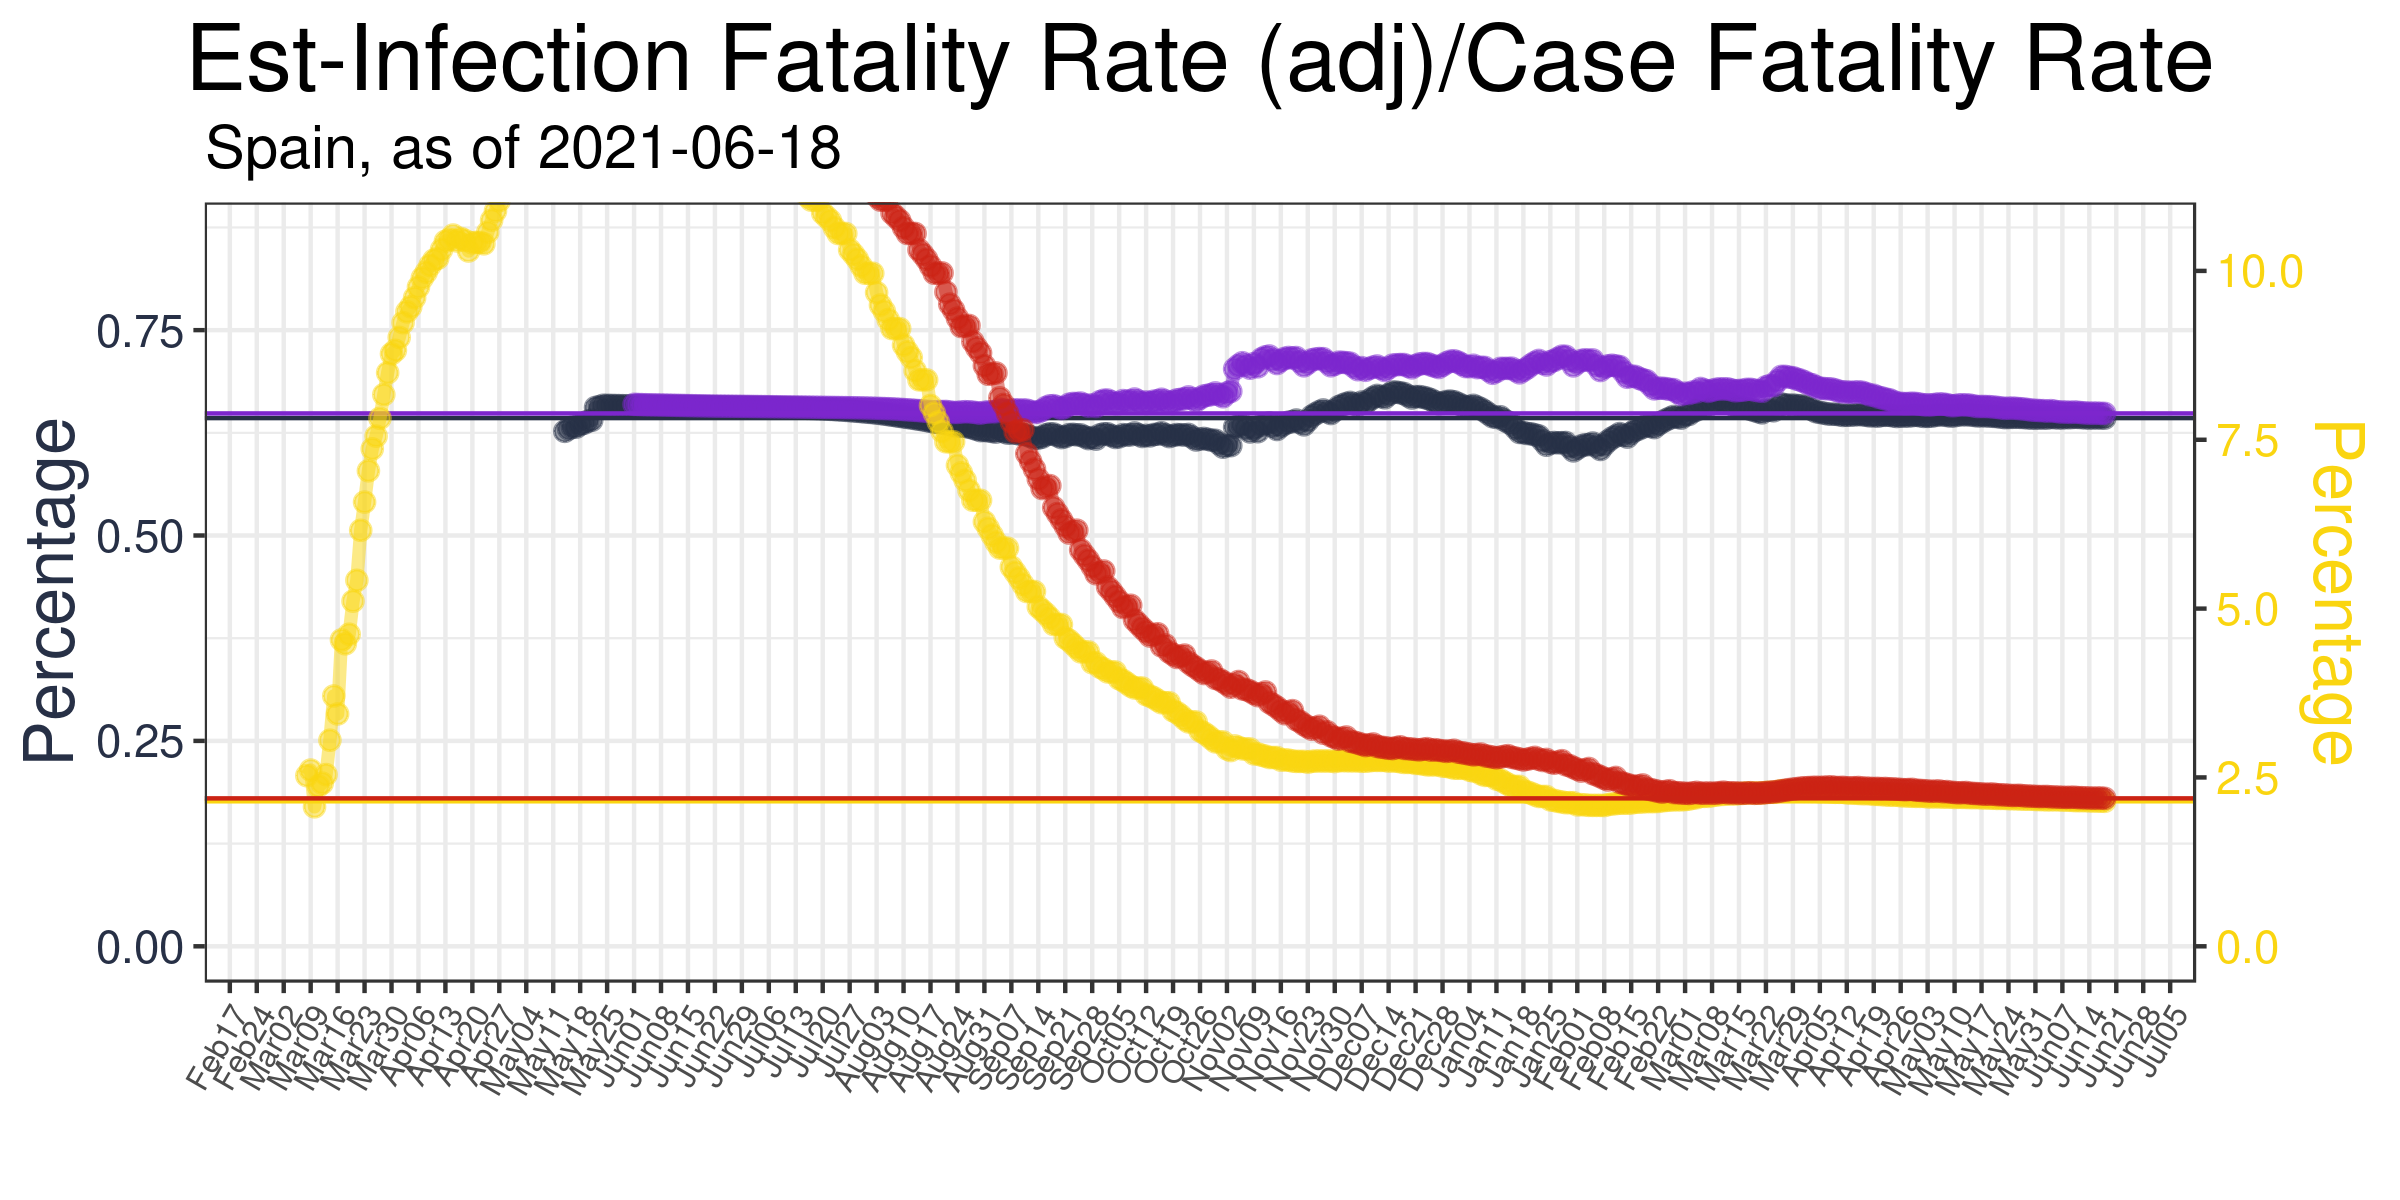 Est-Infection Fatality Rate (adj)/Case Fatality Rate
Spain, as of 2021-06-18
Percentage
0.75
0.50
0.25
0.00
10.0
7.5
5.0
2.5
0.0
Percentage
Feb17
Feb24
Mar02
Mar09
Mar16
Mar23
Mar30
Apr06
Apr13
Apr20
Apr27
May04
May11
May18
May25
Jun01
Jun08
Jun15
Jun22
Jun29
Jul06
Jul13
Jul20
Jul27
Aug03
Aug10
Aug17
Aug24
Aug31
Sep07
Sep14
Sep21
Sep28
Oct05
Oct12
Oct19
Oct26
Nov02
Nov09
Nov16
Nov23
Nov30
Dec07
Dec14
Dec21
Dec28
Jan04
Jan11
Jan18
Jan25
Feb01
Feb08
Feb15
Feb22
Mar01
Mar08
Mar15
Mar22
Mar29
Apr05
Apr12
Apr19
Apr26
May03
May10
May17
May24
May31
Jun07
Jun14
Jun21
Jun28
Jul05